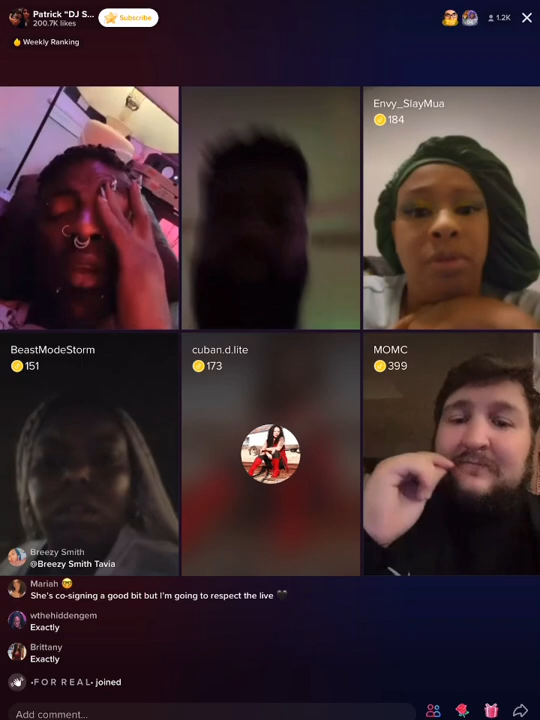 Patrick "DJ S...
200.7K likes
Subscribe
1.2K
Weekly Ranking
Envy_SlayMua
184
BeastModeStorm
151
cuban.d.lite
173
MOMC
399
Breezy Smith
@Breezy Smith Tavia
Mariah 🤓
She's co-signing a good bit but I'm going to respect the live 🖤
wthehiddengem
Exactly
Brittany
Exactly
•F O R R E A L• joined
Add comment...